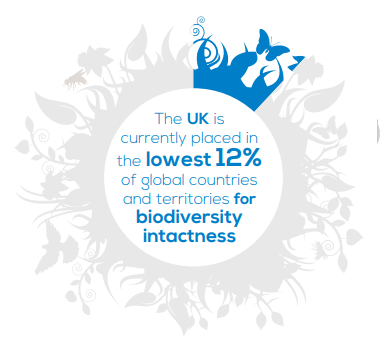 The UK is
currently placed in
the lowest 12%
of global countries
and territories for
biodiversity
intactness